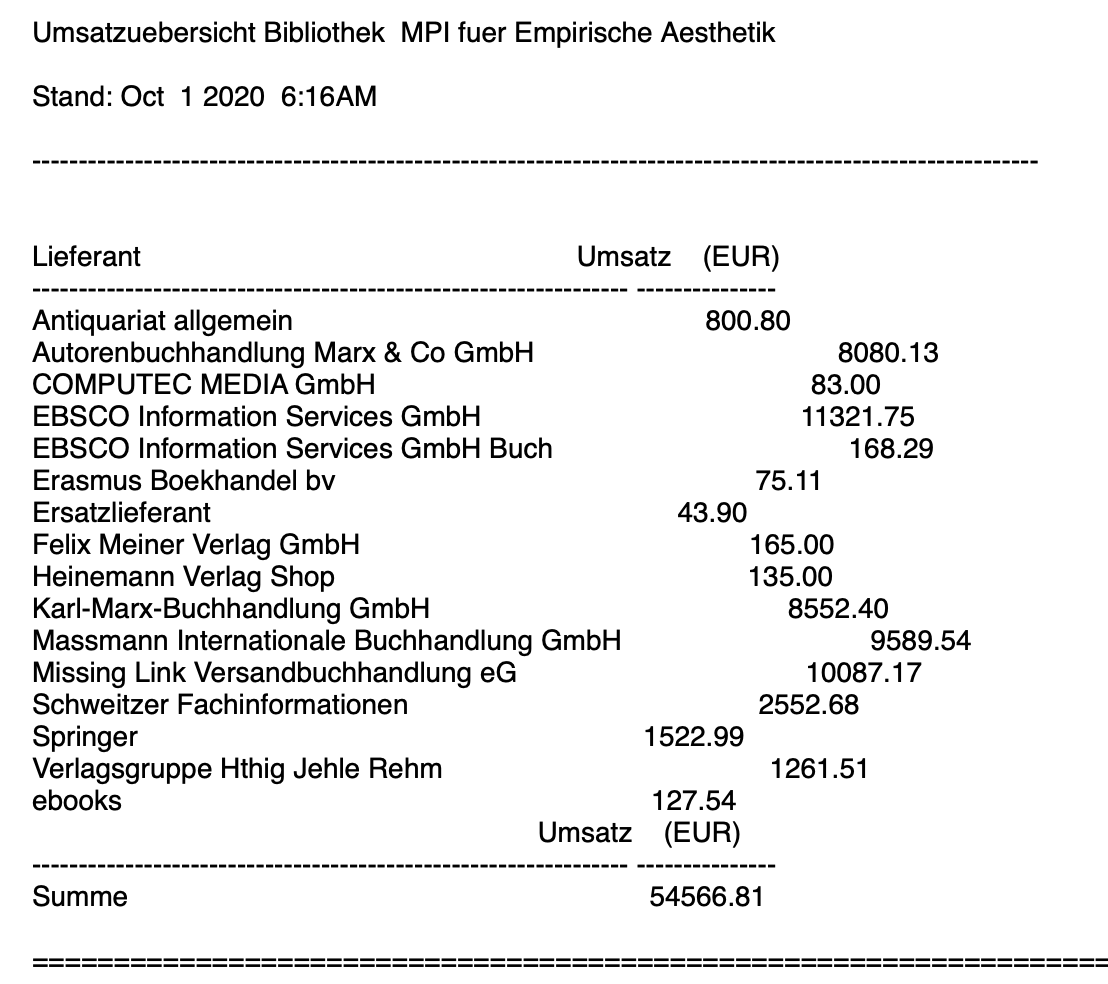 Umsatzuebersicht Bibliothek  MPI fuer Empirische Aesthetik
Stand: Oct  1 2020  6:16AM
------------------------------------------------------------------------------------------------------------
Lieferant Umsatz (EUR)
---------------------------------------------------------------- ---------------
Antiquariat allgemein 800.80
Autorenbuchhandlung Marx & Co GmbH 8080.13
COMPUTEC MEDIA GmbH 83.00
EBSCO Information Services GmbH 11321.75
EBSCO Information Services GmbH Buch 168.29
Erasmus Boekhandel bv 75.11
Ersatzlieferant 43.90
Felix Meiner Verlag GmbH 165.00
Heinemann Verlag Shop 135.00
Karl-Marx-Buchhandlung GmbH 8552.40
Massmann Internationale Buchhandlung GmbH 9589.54
Missing Link Versandbuchhandlung eG 10087.17
Schweitzer Fachinformationen 2552.68
Springer 1522.99
Verlagsgruppe Hthig Jehle Rehm 1261.51
ebooks 127.54
Umsatz (EUR)
---------------------------------------------------------------- ---------------
Summe 54566.81
====================================================================